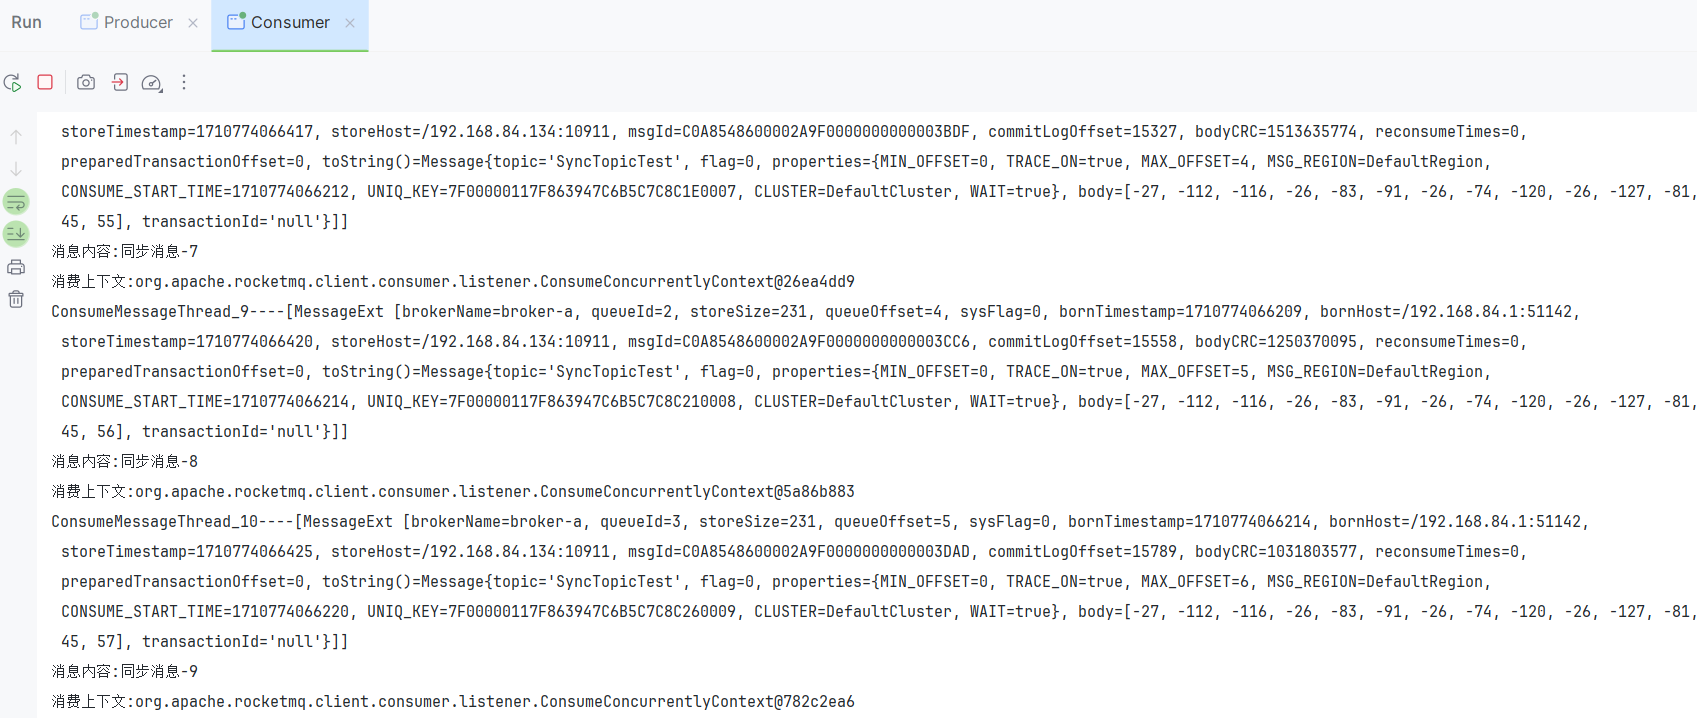 Run Producer × Consumer ×
storeTimestamp=1710774066417, storeHost=/192.168.84.134:10911, msgId=C0A8548600002A9F0000000000003BDF, commitLogOffset=15327, bodyCRC=1513635774, reconsumeTimes=0,
preparedTransactionOffset=0, toString()=Message{topic='SyncTopicTest', flag=0, properties={MIN_OFFSET=0, TRACE_ON=true, MAX_OFFSET=4, MSG_REGION=DefaultRegion,
CONSUME_START_TIME=1710774066212, UNIQ_KEY=7F00000117F863947C6B5C7C8C1E0007, CLUSTER=DefaultCluster, WAIT=true}, body=[-27, -112, -116, -26, -83, -91, -26, -74, -120, -26, -127, -81,
45, 55], transactionId='null'}]]
消息内容:同步消息-7
消费上下文:org.apache.rocketmq.client.consumer.listener.ConsumeConcurrentlyContext@26ea4dd9
ConsumeMessageThread_9----[MessageExt [brokerName=broker-a, queueId=2, storeSize=231, queueOffset=4, sysFlag=0, bornTimestamp=1710774066209, bornHost=/192.168.84.1:51142,
storeTimestamp=1710774066420, storeHost=/192.168.84.134:10911, msgId=C0A8548600002A9F0000000000003CC6, commitLogOffset=15558, bodyCRC=1250370095, reconsumeTimes=0,
preparedTransactionOffset=0, toString()=Message{topic='SyncTopicTest', flag=0, properties={MIN_OFFSET=0, TRACE_ON=true, MAX_OFFSET=5, MSG_REGION=DefaultRegion,
CONSUME_START_TIME=1710774066214, UNIQ_KEY=7F00000117F863947C6B5C7C8C210008, CLUSTER=DefaultCluster, WAIT=true}, body=[-27, -112, -116, -26, -83, -91, -26, -74, -120, -26, -127, -81,
45, 56], transactionId='null'}]]
消息内容:同步消息-8
消费上下文:org.apache.rocketmq.client.consumer.listener.ConsumeConcurrentlyContext@5a86b883
ConsumeMessageThread_10----[MessageExt [brokerName=broker-a, queueId=3, storeSize=231, queueOffset=5, sysFlag=0, bornTimestamp=1710774066214, bornHost=/192.168.84.1:51142,
storeTimestamp=1710774066425, storeHost=/192.168.84.134:10911, msgId=C0A8548600002A9F0000000000003DAD, commitLogOffset=15789, bodyCRC=1031803577, reconsumeTimes=0,
preparedTransactionOffset=0, toString()=Message{topic='SyncTopicTest', flag=0, properties={MIN_OFFSET=0, TRACE_ON=true, MAX_OFFSET=6, MSG_REGION=DefaultRegion,
CONSUME_START_TIME=1710774066220, UNIQ_KEY=7F00000117F863947C6B5C7C8C260009, CLUSTER=DefaultCluster, WAIT=true}, body=[-27, -112, -116, -26, -83, -91, -26, -74, -120, -26, -127, -81,
45, 57], transactionId='null'}]]
消息内容:同步消息-9
消费上下文:org.apache.rocketmq.client.consumer.listener.ConsumeConcurrentlyContext@782c2ea6